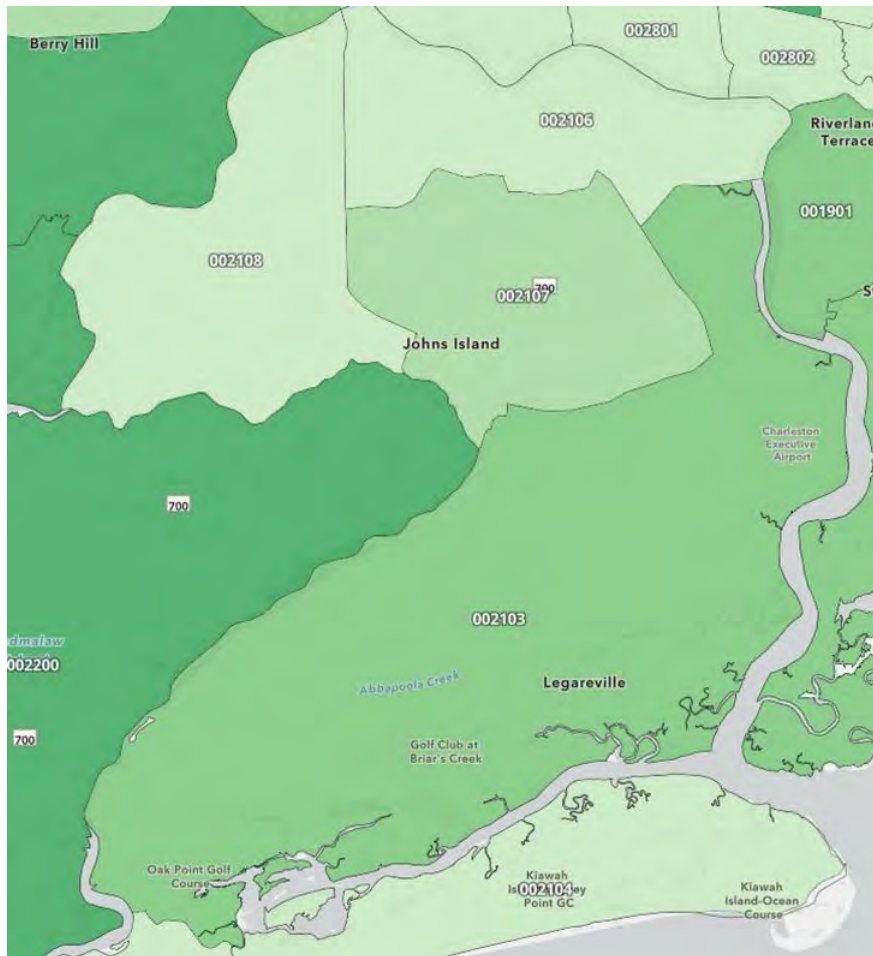 Berry Hill
002801
002802
002106
Riverlan
Terrace
001901
002108
700
002107
Johns Island
Charleston
Executive
Airport
700
002103
dmalaw
002200
Abbapoola Creek
Legareville
700
Golf Club at
Briar's Creek
Oak Point Golf
Course
Kiawah
002104
Point GC
Kiawah
Island-Ocean
Course